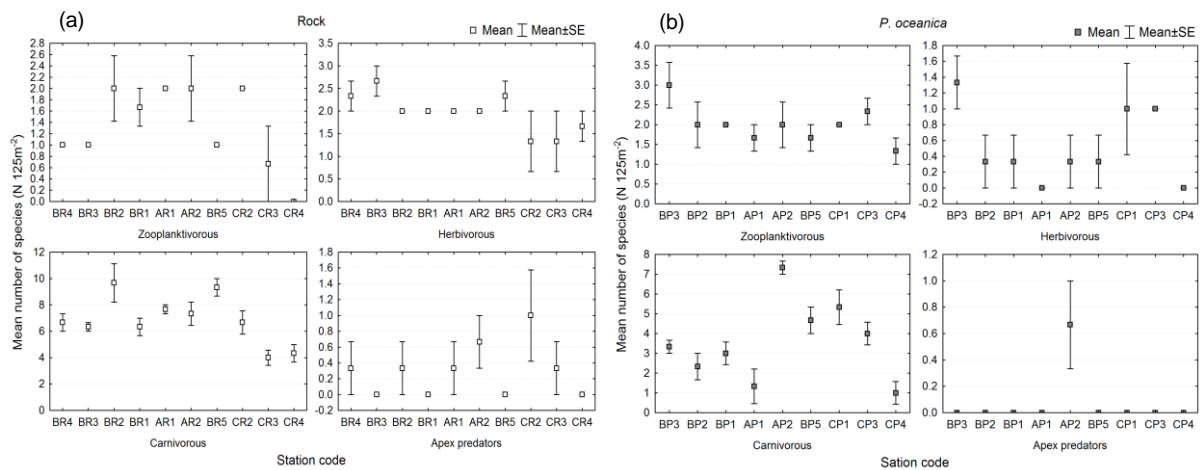 (a)
Rock
Mean Mean±SE
Mean number of species (N 125m-2)
2.8
2.6
2.4
2.2
2.0
1.8
1.6
1.4
1.2
1.0
0.8
0.6
0.4
0.2
0.0
BR4 BR3 BR2 BR1 AR1 AR2 BR5 CR2 CR3 CR4
Zooplanktivorous
3.5
3.0
2.5
2.0
1.5
1.0
0.5
0.0
BR4 BR3 BR2 BR1 AR1 AR2 BR5 CR2 CR3 CR4
Herbivorous
12
10
8
6
4
2
0
BR4 BR3 BR2 BR1 AR1 AR2 BR5 CR2 CR3 CR4
Carnivorous
1.8
1.6
1.4
1.2
1.0
0.8
0.6
0.4
0.2
0.0
-0.2
BR4 BR3 BR2 BR1 AR1 AR2 BR5 CR2 CR3 CR4
Apex predators
Station code
(b)
P. oceanica
Mean Mean±SE
Mean number of species (N 125m-2)
4.0
3.5
3.0
2.5
2.0
1.5
1.0
0.5
0.0
BP3 BP2 BP1 AP1 AP2 BP5 CP1 CP3 CP4
Zooplanktivorous
1.8
1.6
1.4
1.2
1.0
0.8
0.6
0.4
0.2
0.0
-0.2
BP3 BP2 BP1 AP1 AP2 BP5 CP1 CP3 CP4
Herbivorous
8
7
6
5
4
3
2
1
0
BP3 BP2 BP1 AP1 AP2 BP5 CP1 CP3 CP4
Carnivorous
1.2
1.0
0.8
0.6
0.4
0.2
0.0
BP3 BP2 BP1 AP1 AP2 BP5 CP1 CP3 CP4
Apex predators
Sation code